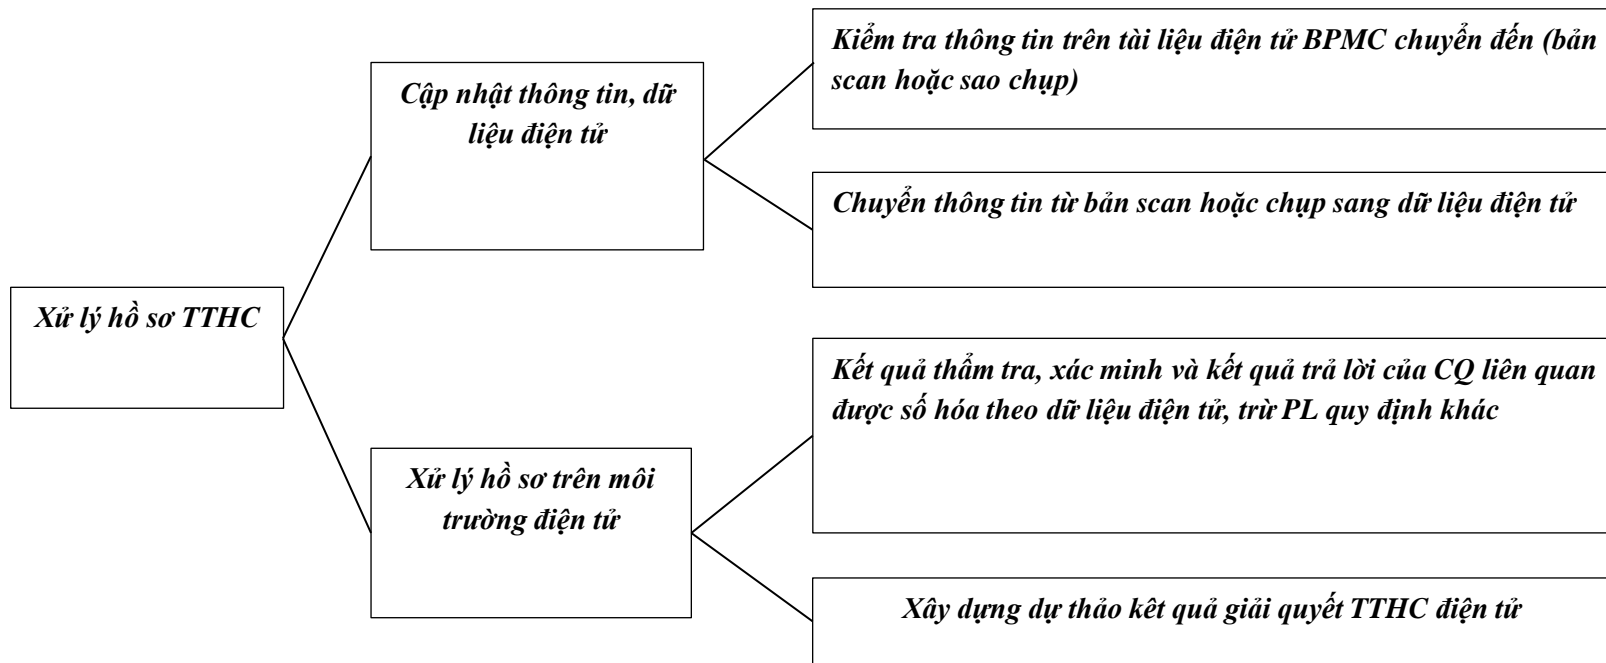 Kiểm tra thông tin trên tài liệu điện tử BPMC chuyển đến (bản
scan hoặc sao chụp)
Cập nhật thông tin, dữ
liệu điện tử
Chuyển thông tin từ bản scan hoặc chụp sang dữ liệu điện tử
Xử lý hồ sơ TTHC
Kết quả thẩm tra, xác minh và kết quả trả lời của CQ liên quan
được số hóa theo dữ liệu điện tử, trừ PL quy định khác
Xử lý hồ sơ trên môi
trường điện tử
Xây dựng dự thảo kêt quả giải quyết TTHC điện tử